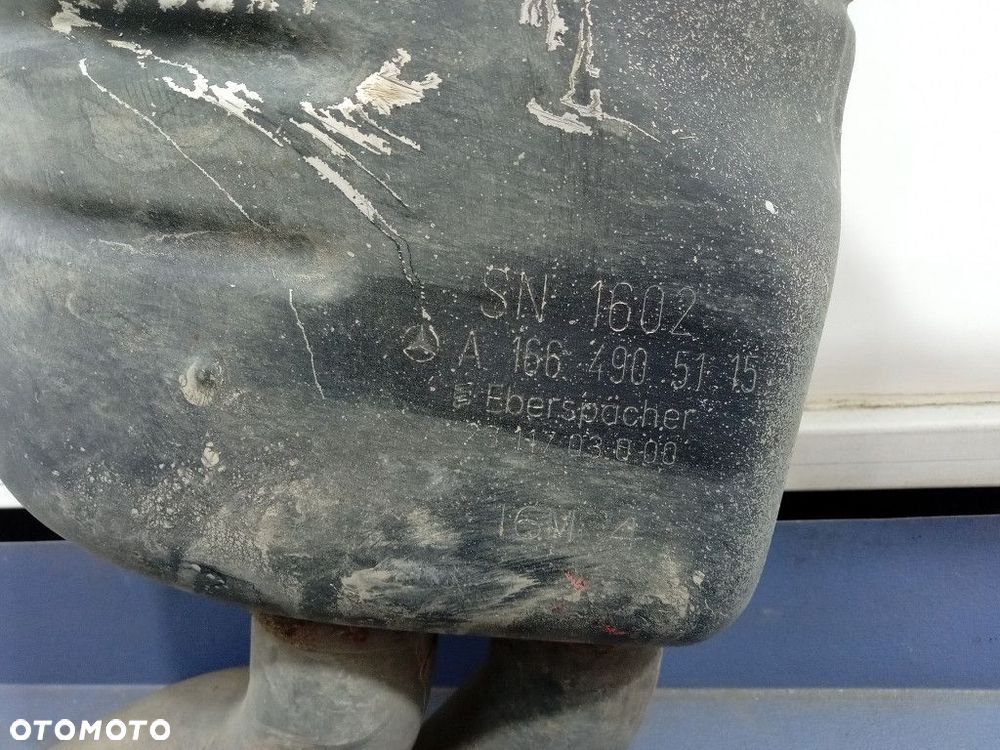 SN 1602
A 166 490 51 15
Eberspächer
16M
OTOMOTO